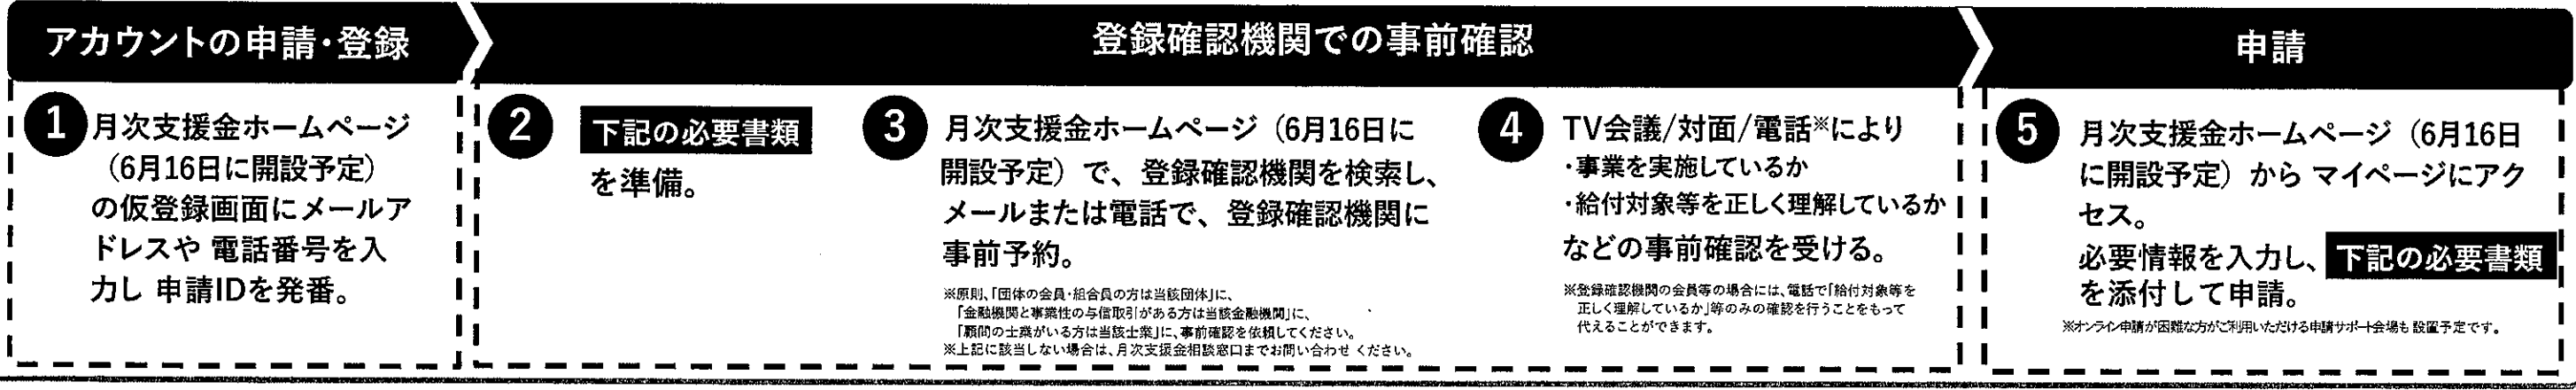 アカウントの申請・登録
登録確認機関での事前確認
申請
1
月次支援金ホームページ
（6月16日に開設予定）
の仮登録画面にメールア
ドレスや 電話番号を入
力し 申請IDを発番。
2
下記の必要書類
を準備。
3
月次支援金ホームページ（6月16日に
開設予定）で、登録確認機関を検索し、
メールまたは電話で、登録確認機関に
事前予約。
※原則、「団体の会員・組合員の方は当該団体」に、
「金融機関と事業性の与信取引がある方は当該金融機関」に、
「顧問の士業がいる方は当該士業」に、事前確認を依頼してください。
※上記に該当しない場合は、月次支援金相談窓口までお問い合わせ ください。
4
TV会議/対面/電話※により
・事業を実施しているか
・給付対象等を正しく理解しているか
などの事前確認を受ける。
※登録確認機関の会員等の場合には、電話で「給付対象等を
正しく理解しているか」等のみの確認を行うことをもって
代えることができます。
5
月次支援金ホームページ（6月16日
に開設予定）から マイページにアク
セス。
必要情報を入力し、下記の必要書類
を添付して申請。
※オンライン申請が困難な方がご利用いただける申請サポート会場も 設置予定です。